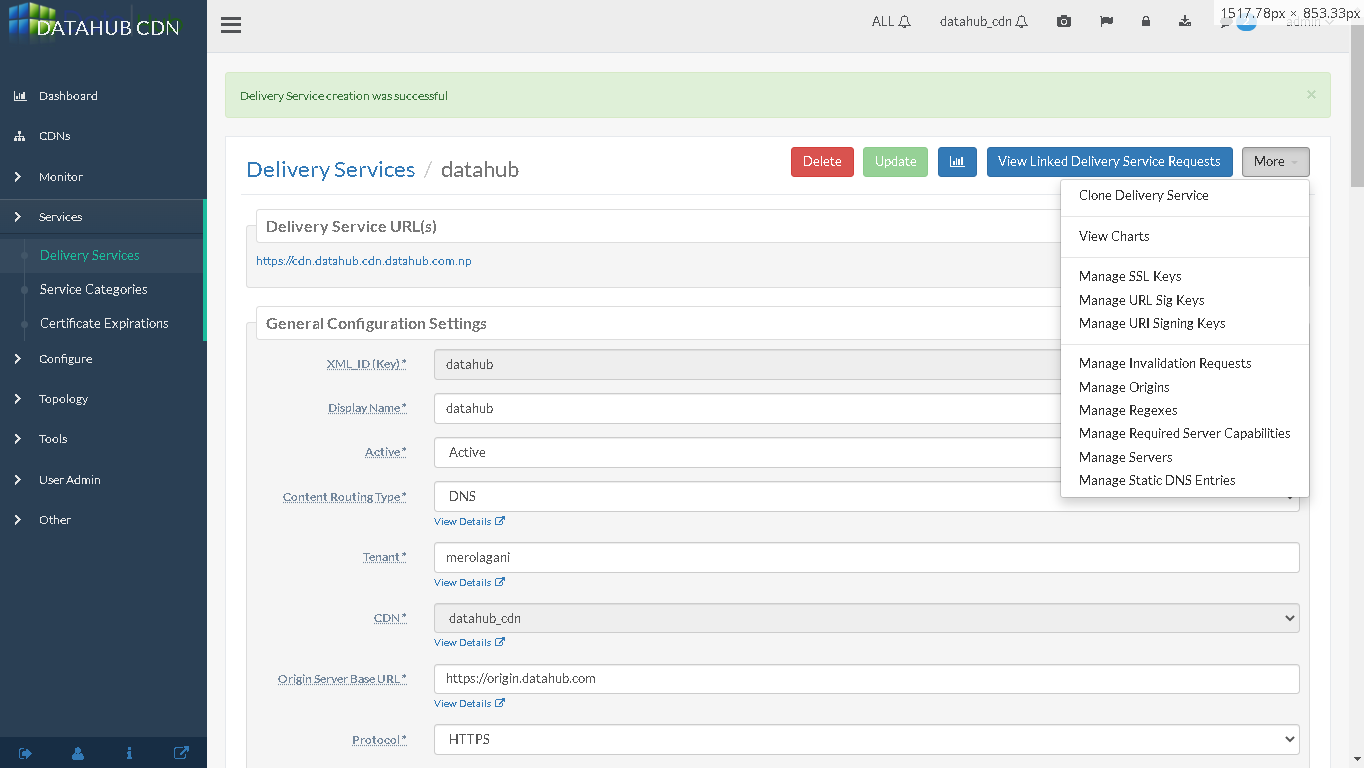 DATAHUB CDN
ALL
datahub_cdn
1517.78px × 853.33px
Dashboard
CDNs
Monitor
Services
Delivery Services
Service Categories
Certificate Expirations
Configure
Topology
Tools
User Admin
Other
Delivery Service creation was successful
×
Delivery Services / datahub
Delete
Update
View Linked Delivery Service Requests
More
Clone Delivery Service
View Charts
Manage SSL Keys
Manage URL Sig Keys
Manage URI Signing Keys
Manage Invalidation Requests
Manage Origins
Manage Regexes
Manage Required Server Capabilities
Manage Servers
Manage Static DNS Entries
Delivery Service URL(s)
https://cdn.datahub.cdn.datahub.com.np
General Configuration Settings
XML_ID (Key) *
datahub
Display Name *
datahub
Active *
Active
Content Routing Type *
DNS
View Details
Tenant *
merolagani
View Details
CDN *
datahub_cdn
View Details
Origin Server Base URL *
https://origin.datahub.com
View Details
Protocol *
HTTPS